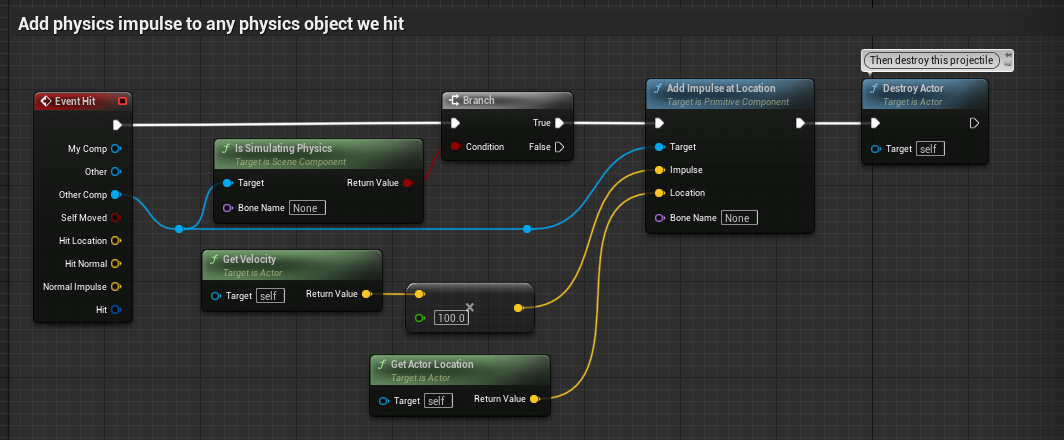 Add physics impulse to any physics object we hit
Then destroy this projectile
Event Hit
My Comp
Other
Other Comp
Self Moved
Hit Location
Hit Normal
Normal Impulse
Hit
Is Simulating Physics
Target is Scene Component
Target Return Value
Bone Name None
Branch
True
Condition False
Get Velocity
Target is Actor
Target self Return Value
×
100.0
Get Actor Location
Target is Actor
Target self Return Value
Add Impulse at Location
Target is Primitive Component
Target
Impulse
Location
Bone Name None
Destroy Actor
Target is Actor
Target self